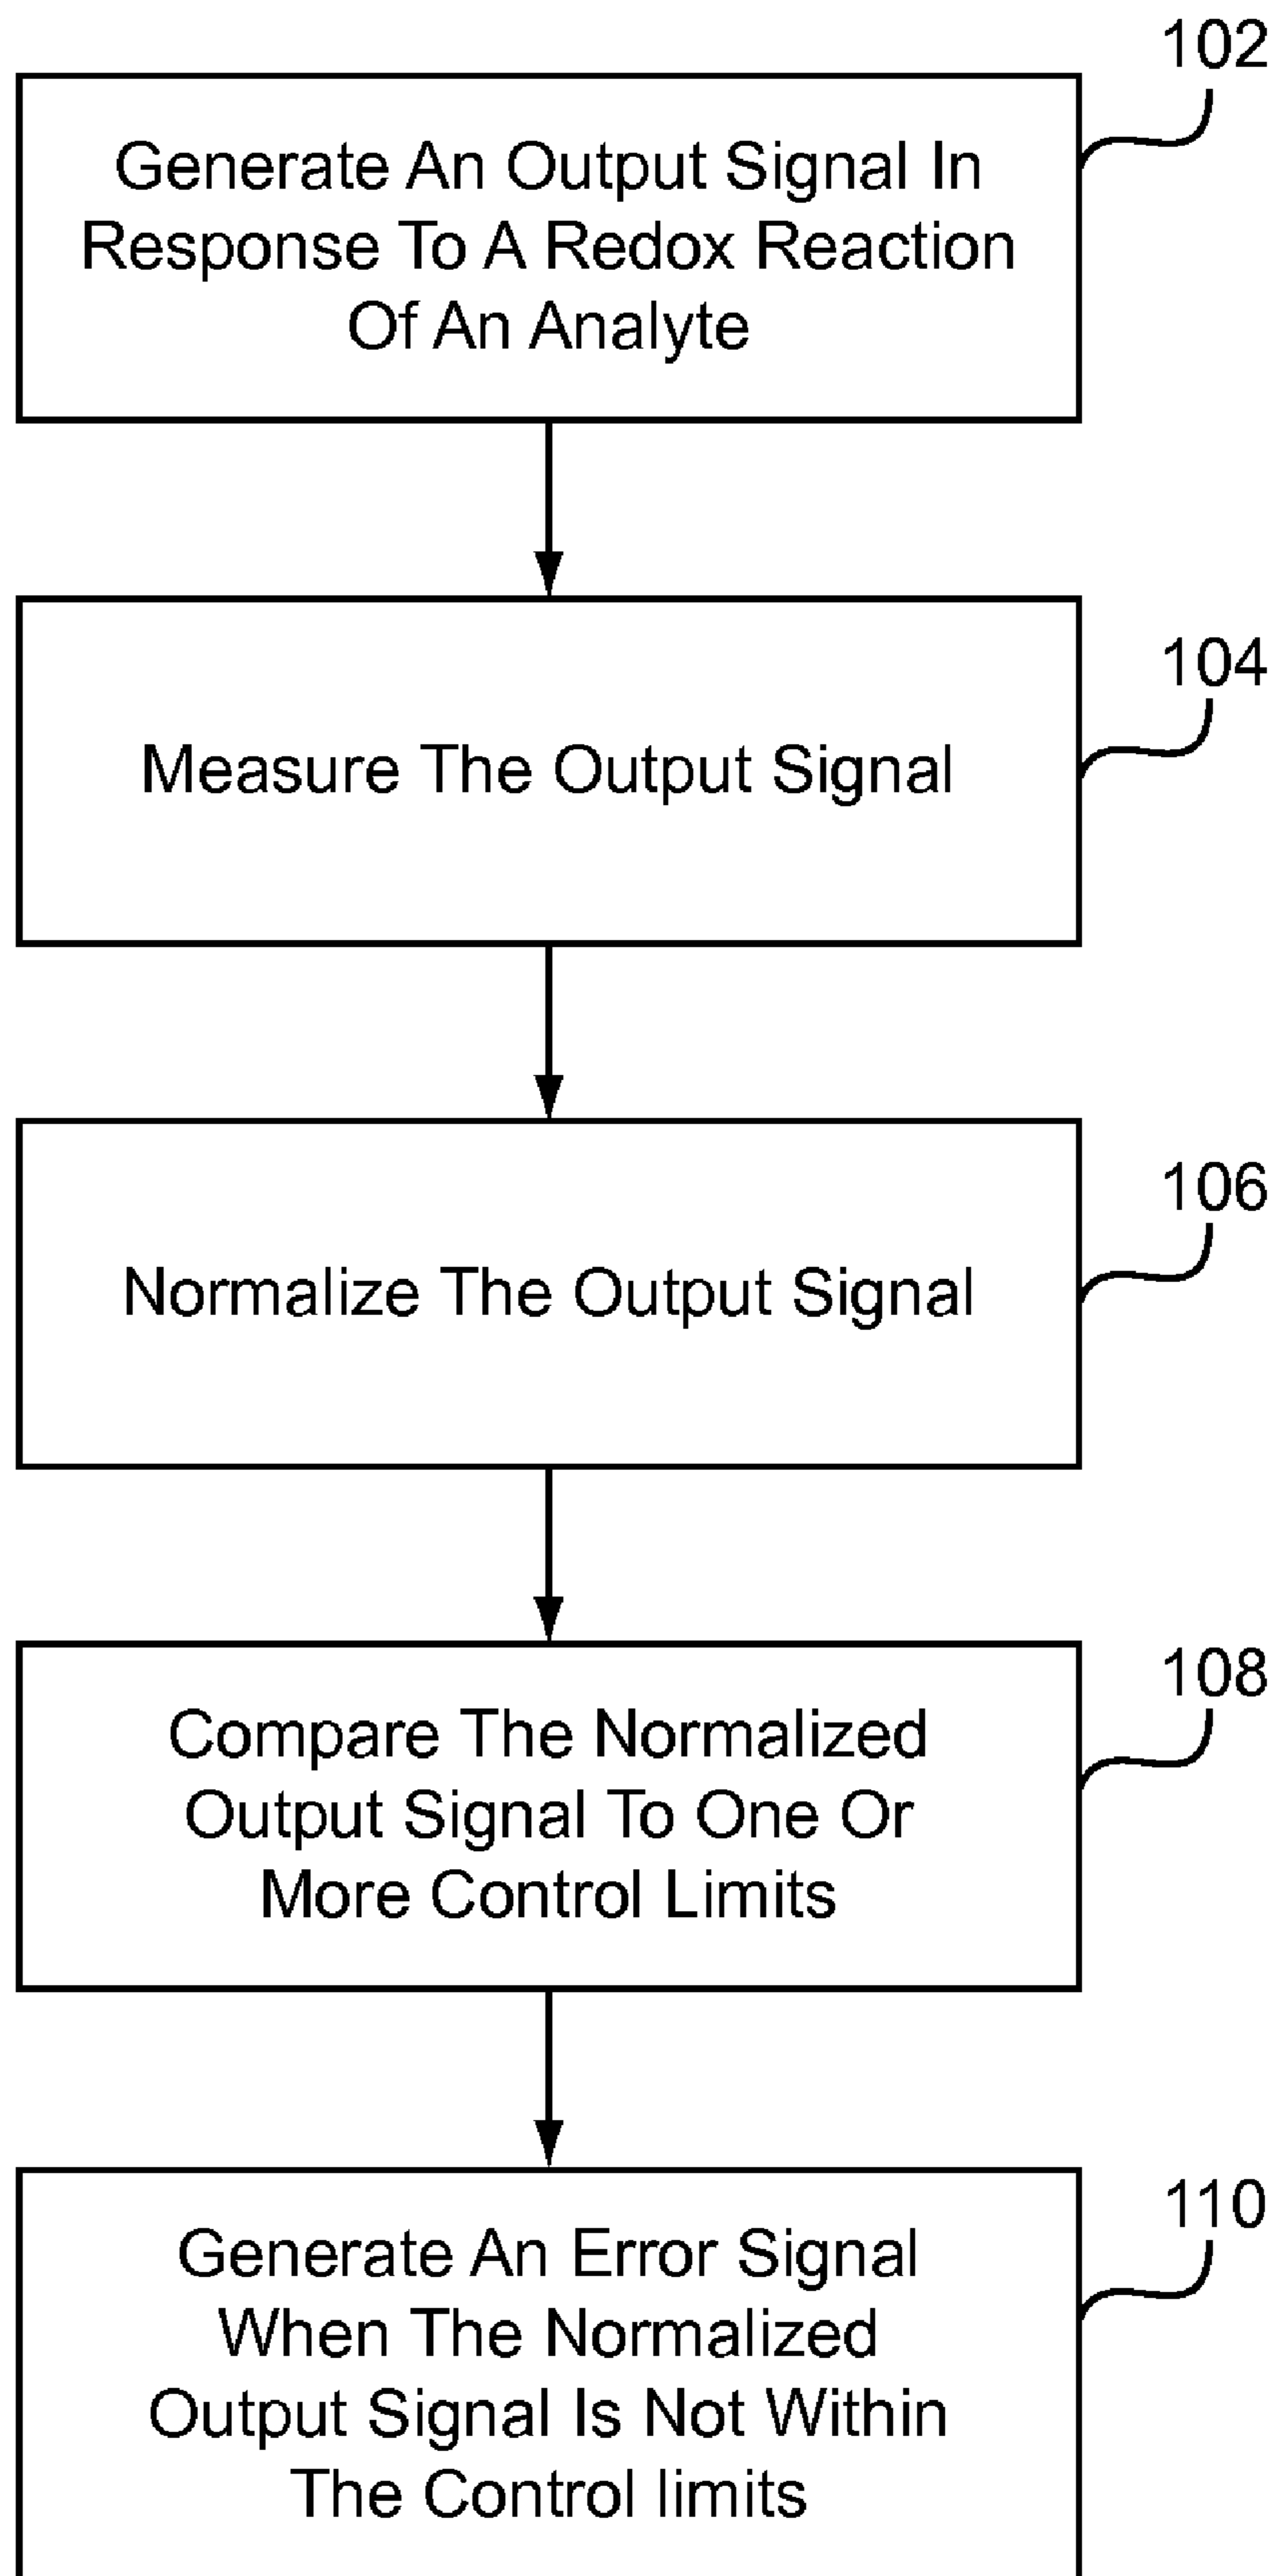 102
Generate An Output Signal In
Response To A Redox Reaction
Of An Analyte
104
Measure The Output Signal
106
Normalize The Output Signal
108
Compare The Normalized
Output Signal To One Or
More Control Limits
110
Generate An Error Signal
When The Normalized
Output Signal Is Not Within
The Control limits